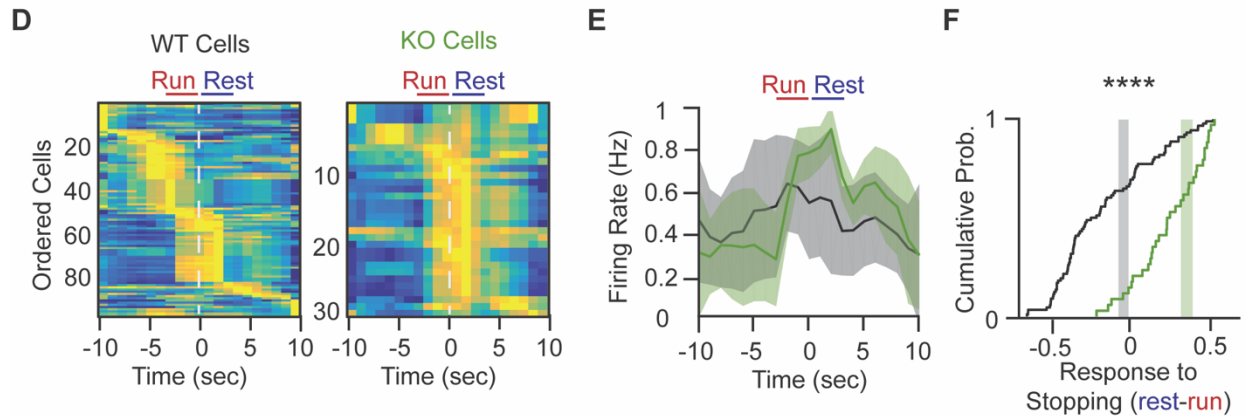 D
WT Cells
KO Cells
Run Rest
Run Rest
Ordered Cells
20
40
60
80
10
20
30
-10 -5 0 5 10
-10 -5 0 5 10
Time (sec)
Time (sec)
E
Run Rest
Firing Rate (Hz)
1
0.8
0.6
0.4
0.2
0
-10 -5 0 5 10
Time (sec)
F
****
Cumulative Prob.
1
0
-0.5 0 0.5
Response to
Stopping (rest-run)